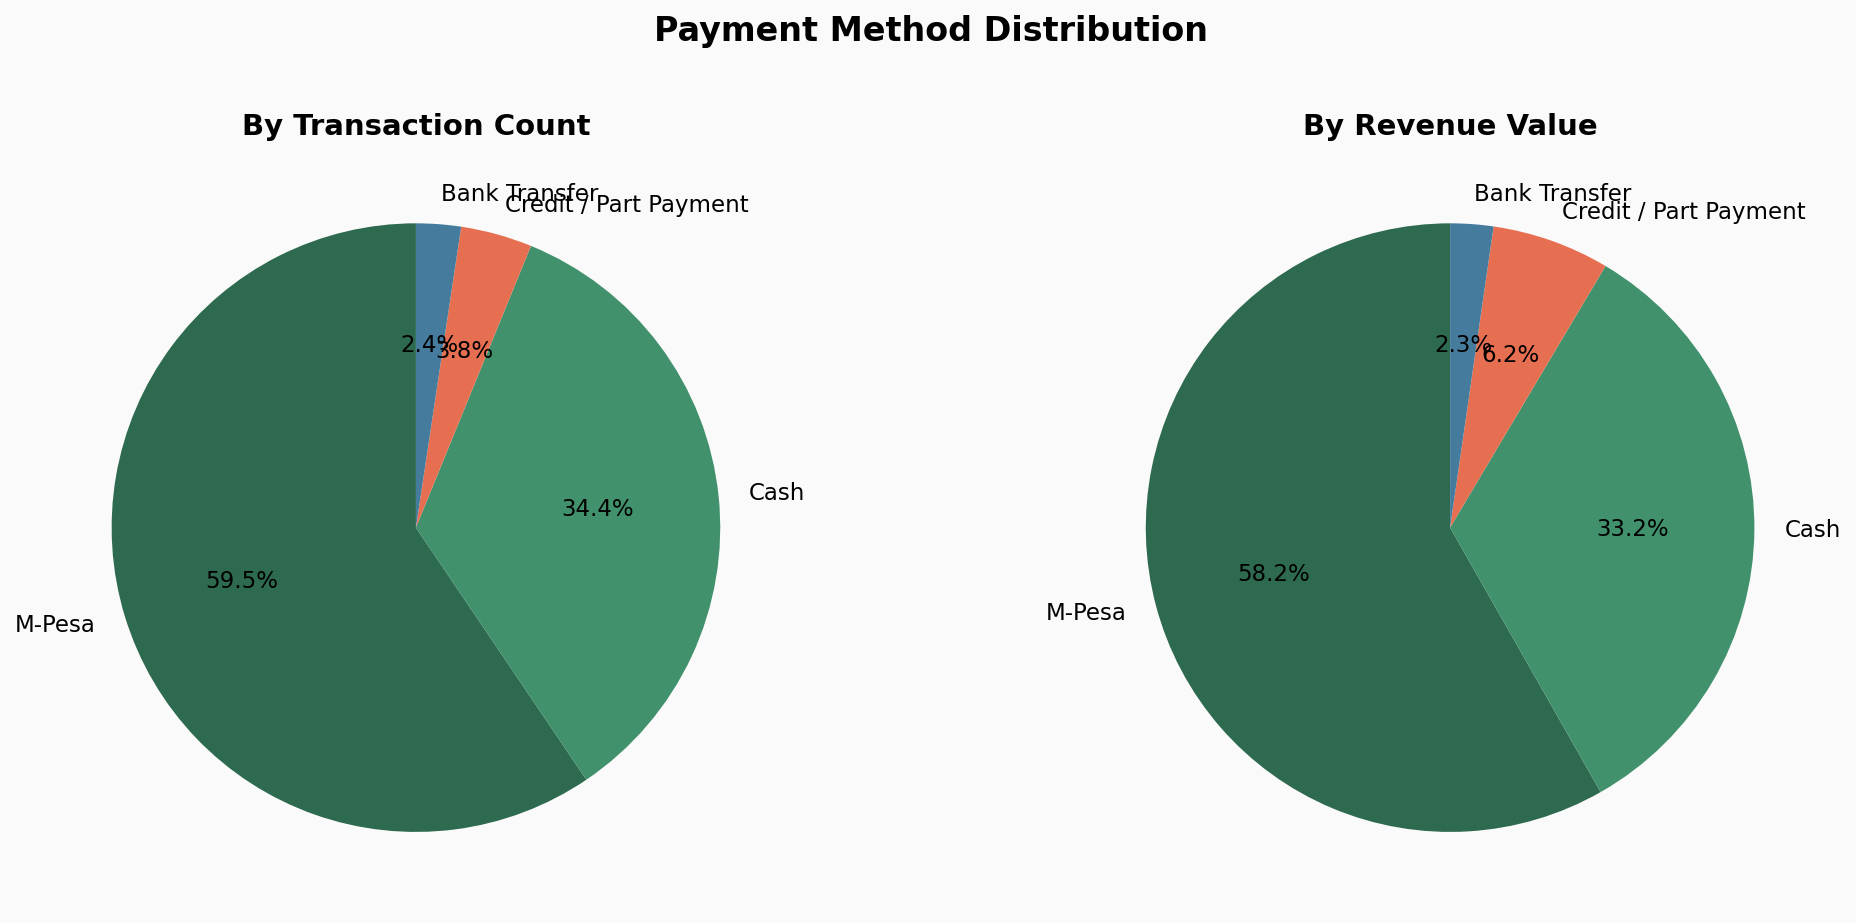 Payment Method Distribution
By Transaction Count
Bank Transfer
Credit / Part Payment
2.4%
3.8%
Cash
34.4%
59.5%
M-Pesa
By Revenue Value
Bank Transfer
Credit / Part Payment
2.3%
6.2%
33.2%
Cash
58.2%
M-Pesa